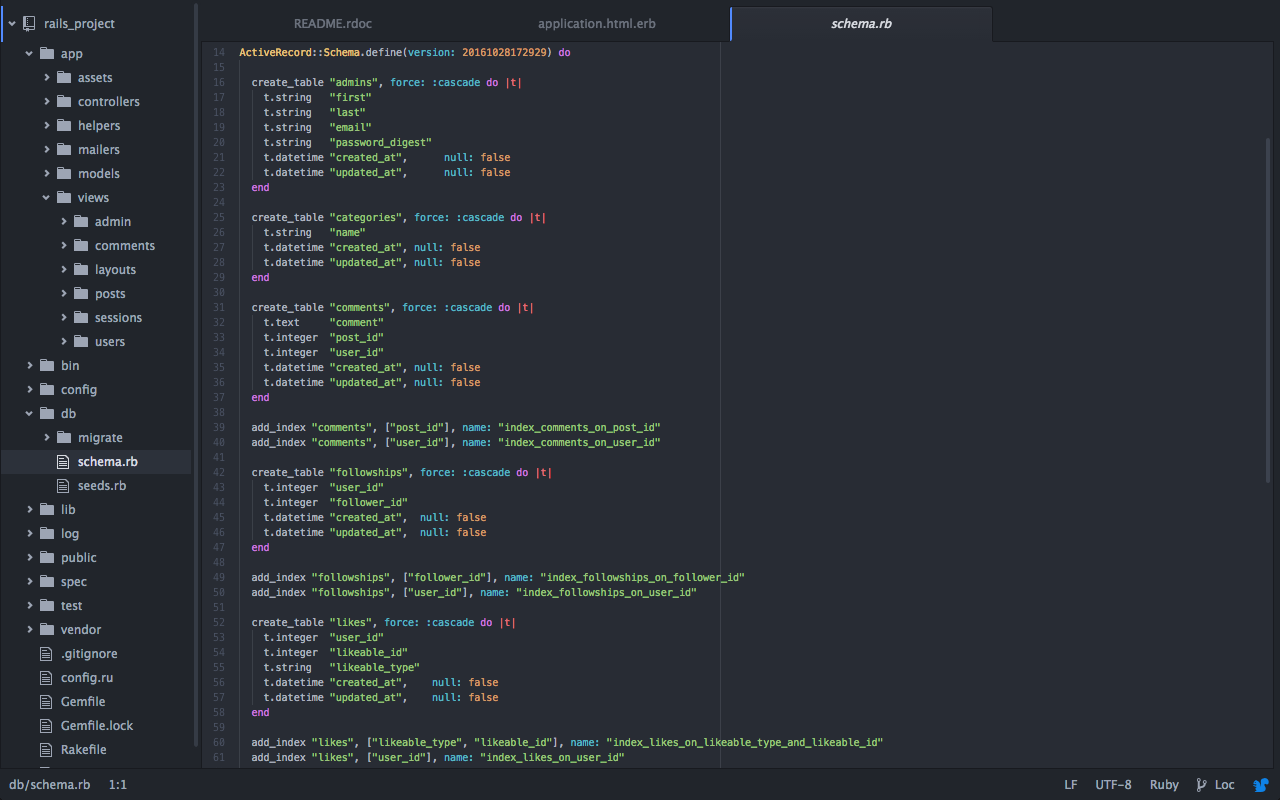 rails_project
app
assets
controllers
helpers
mailers
models
views
admin
comments
layouts
posts
sessions
users
bin
config
db
migrate
schema.rb
seeds.rb
lib
log
public
spec
test
vendor
.gitignore
config.ru
Gemfile
Gemfile.lock
Rakefile
README.rdoc
application.html.erb
schema.rb
14 ActiveRecord::Schema.define(version: 20161028172929) do
15
16   create_table "admins", force: :cascade do |t|
17     t.string   "first"
18     t.string   "last"
19     t.string   "email"
20     t.string   "password_digest"
21     t.datetime "created_at",      null: false
22     t.datetime "updated_at",      null: false
23   end
24
25   create_table "categories", force: :cascade do |t|
26     t.string   "name"
27     t.datetime "created_at", null: false
28     t.datetime "updated_at", null: false
29   end
30
31   create_table "comments", force: :cascade do |t|
32     t.text     "comment"
33     t.integer  "post_id"
34     t.integer  "user_id"
35     t.datetime "created_at", null: false
36     t.datetime "updated_at", null: false
37   end
38
39   add_index "comments", ["post_id"], name: "index_comments_on_post_id"
40   add_index "comments", ["user_id"], name: "index_comments_on_user_id"
41
42   create_table "followships", force: :cascade do |t|
43     t.integer  "user_id"
44     t.integer  "follower_id"
45     t.datetime "created_at",  null: false
46     t.datetime "updated_at",  null: false
47   end
48
49   add_index "followships", ["follower_id"], name: "index_followships_on_follower_id"
50   add_index "followships", ["user_id"], name: "index_followships_on_user_id"
51
52   create_table "likes", force: :cascade do |t|
53     t.integer  "user_id"
54     t.integer  "likeable_id"
55     t.string   "likeable_type"
56     t.datetime "created_at",    null: false
57     t.datetime "updated_at",    null: false
58   end
59
60   add_index "likes", ["likeable_type", "likeable_id"], name: "index_likes_on_likeable_type_and_likeable_id"
61   add_index "likes", ["user_id"], name: "index_likes_on_user_id"
db/schema.rb 1:1 LF UTF-8 Ruby Loc